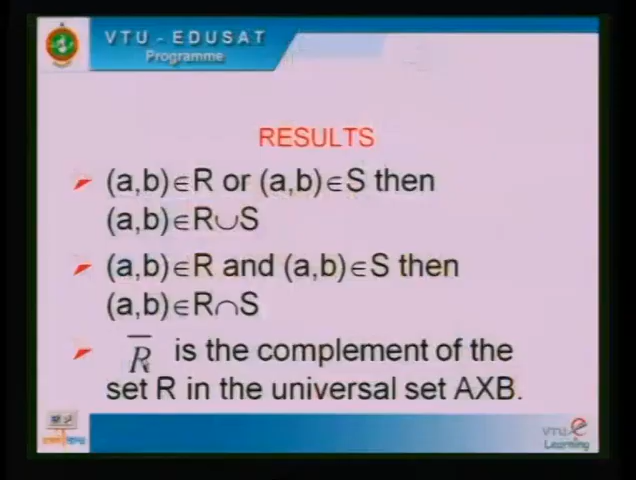 VTU - EDUSAT
Programme
RESULTS
(a,b)∈R or (a,b)∈S then
(a,b)∈R∪S
(a,b)∈R and (a,b)∈S then
(a,b)∈R∩S
R̅ is the complement of the
set R in the universal set AXB.
VTU e
Learning